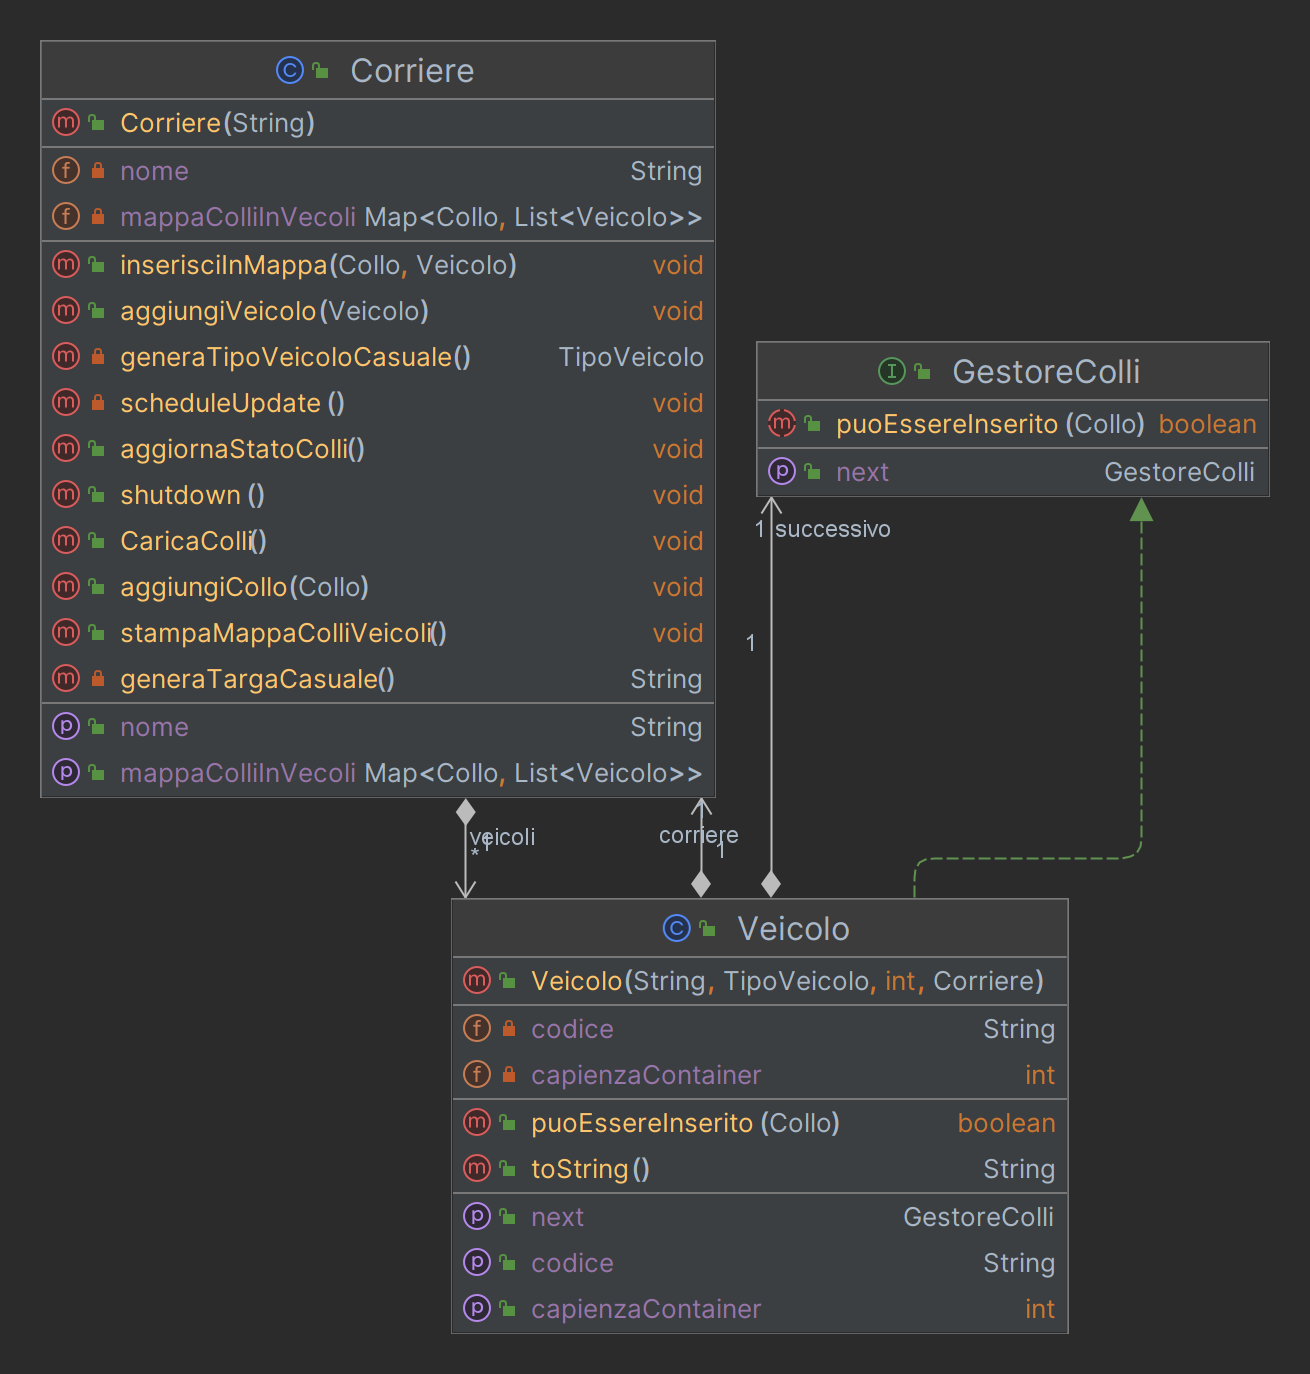 Corriere
Corriere(String)
nome String
mappaColliInVecoli Map<Collo, List<Veicolo>>
inserisciInMappa(Collo, Veicolo) void
aggiungiVeicolo(Veicolo) void
generaTipoVeicoloCasuale() TipoVeicolo
scheduleUpdate() void
aggiornaStatoColli() void
shutdown() void
CaricaColli() void
aggiungiCollo(Collo) void
stampaMappaColliVeicoli() void
generaTargaCasuale() String
nome String
mappaColliInVecoli Map<Collo, List<Veicolo>>
GestoreColli
puoEssereInserito(Collo) boolean
next GestoreColli
1 successivo
1
veicoli
1
*
corriere
1
1
Veicolo
Veicolo(String, TipoVeicolo, int, Corriere)
codice String
capienzaContainer int
puoEssereInserito(Collo) boolean
toString() String
next GestoreColli
codice String
capienzaContainer int